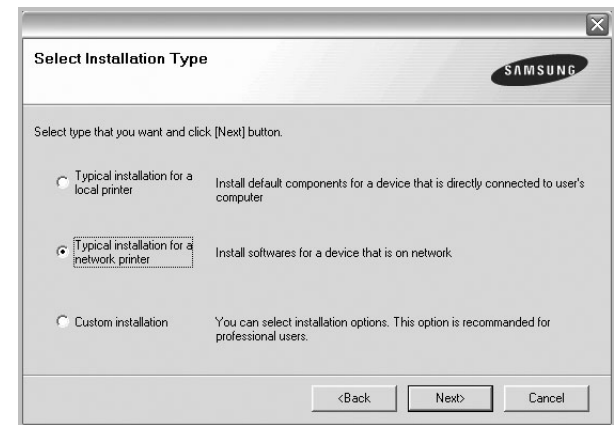 Select Installation Type
SAMSUNG
Select type that you want and click [Next] button.
Typical installation for a
local printer
Install default components for a device that is directly connected to user's
computer
Typical installation for a
network printer
Install softwares for a device that is on network
Custom installation
You can select installation options. This option is recommanded for
professional users.
<Back
Next>
Cancel